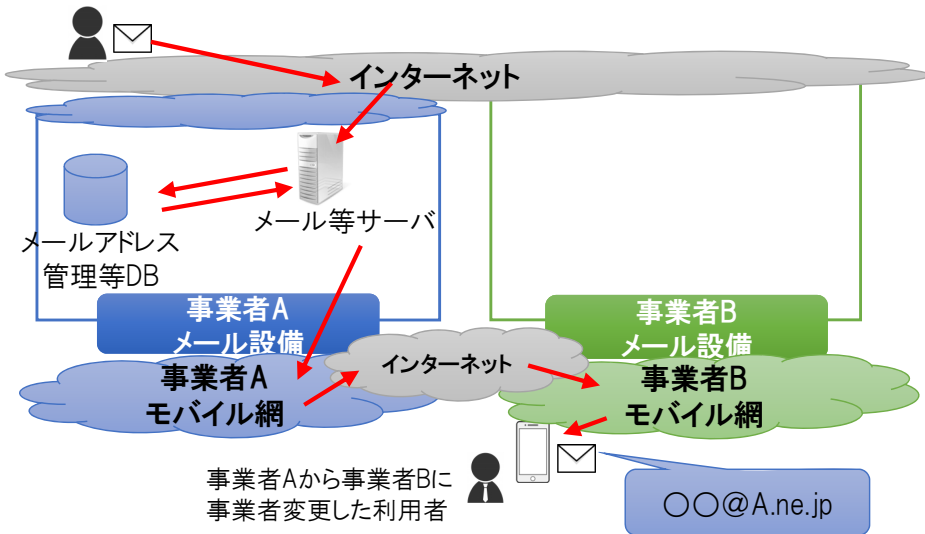 インターネット
メール等サーバ
メールアドレス
管理等DB
事業者A
メール設備
事業者B
メール設備
インターネット
事業者A
モバイル網
事業者B
モバイル網
事業者Aから事業者Bに
事業者変更した利用者
〇〇@A.ne.jp